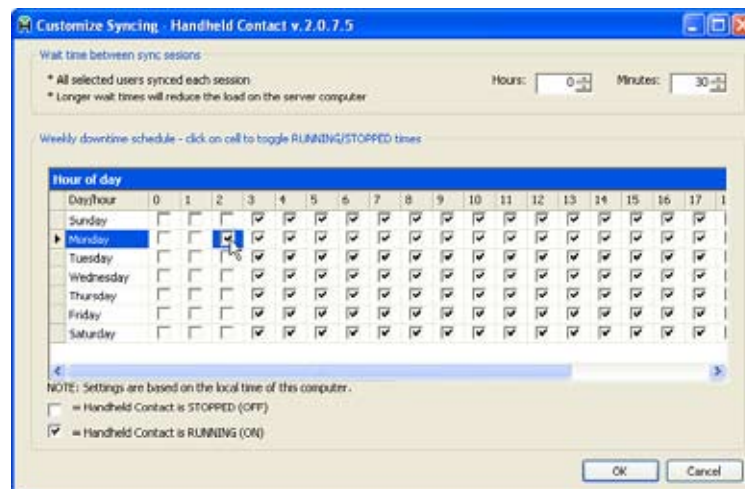 Customize Syncing - Handheld Contact v.2.0.7.5
Wait time between sync sesions
* All selected users synced each session
* Longer wait times will reduce the load on the server computer
Hours: 0 Minutes: 30
Weekly downtime schedule - click on cell to toggle RUNNING/STOPPED times
Hour of day
Day/hour 0 1 2 3 4 5 6 7 8 9 10 11 12 13 14 15 16 17 1
Sunday
Monday
Tuesday
Wednesday
Thursday
Friday
Saturday
NOTE: Settings are based on the local time of this computer.
= Handheld Contact is STOPPED (OFF)
= Handheld Contact is RUNNING (ON)
OK Cancel